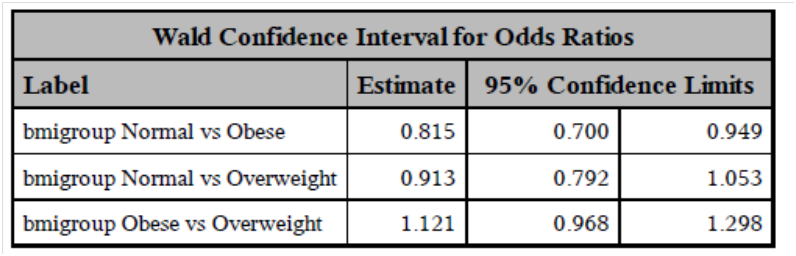 Wald Confidence Interval for Odds Ratios
Label Estimate 95% Confidence Limits
bmigroup Normal vs Obese 0.815 0.700 0.949
bmigroup Normal vs Overweight 0.913 0.792 1.053
bmigroup Obese vs Overweight 1.121 0.968 1.298